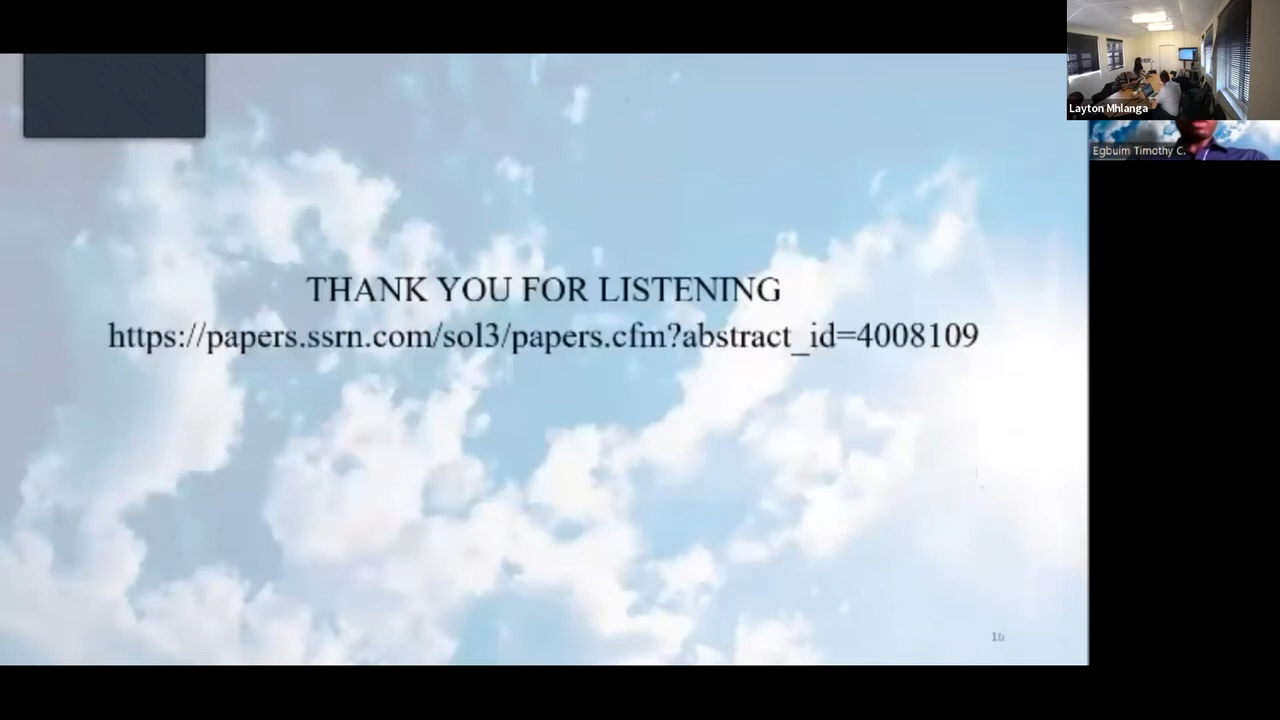 Layton Mhlanga
Egbuim Timothy C.
THANK YOU FOR LISTENING
https://papers.ssrn.com/sol3/papers.cfm?abstract_id=4008109